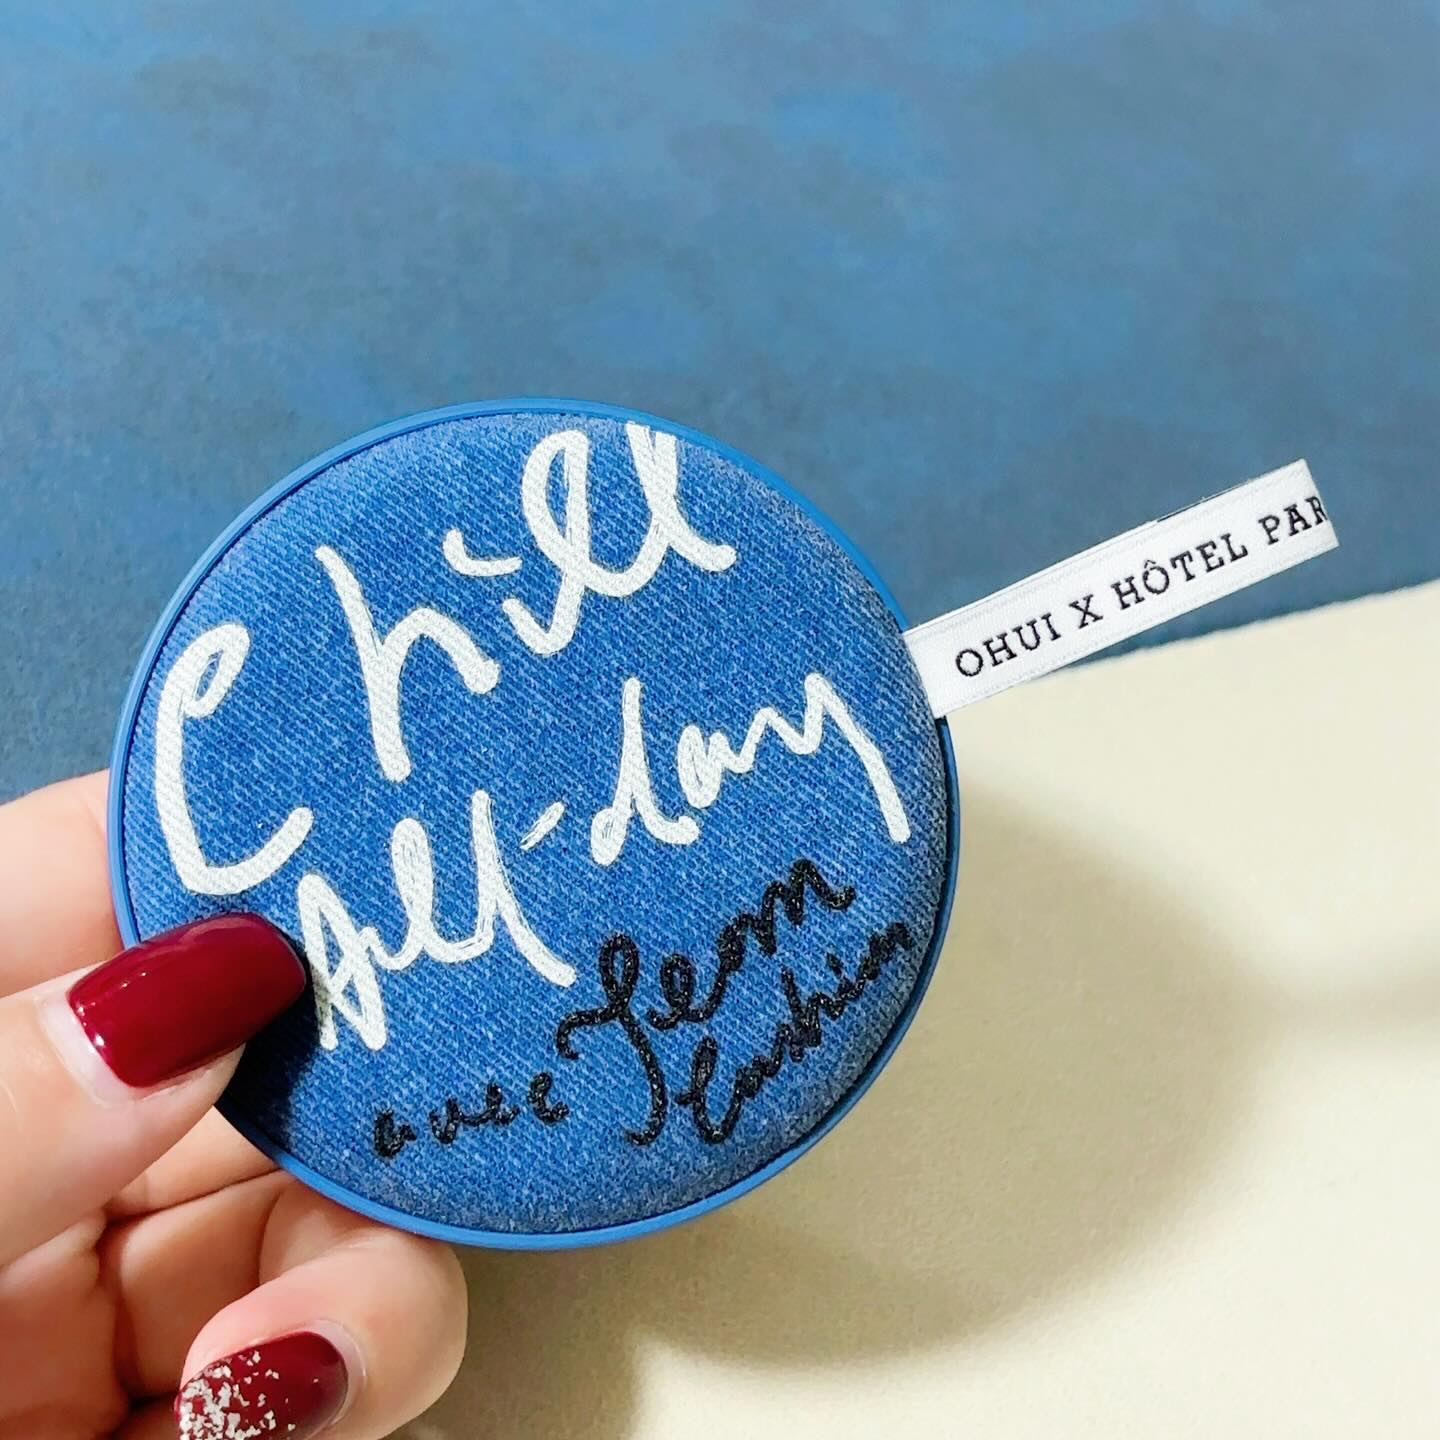 Chill
All-day
avec Jean
Cushion
OHUI X HÔTEL PAR